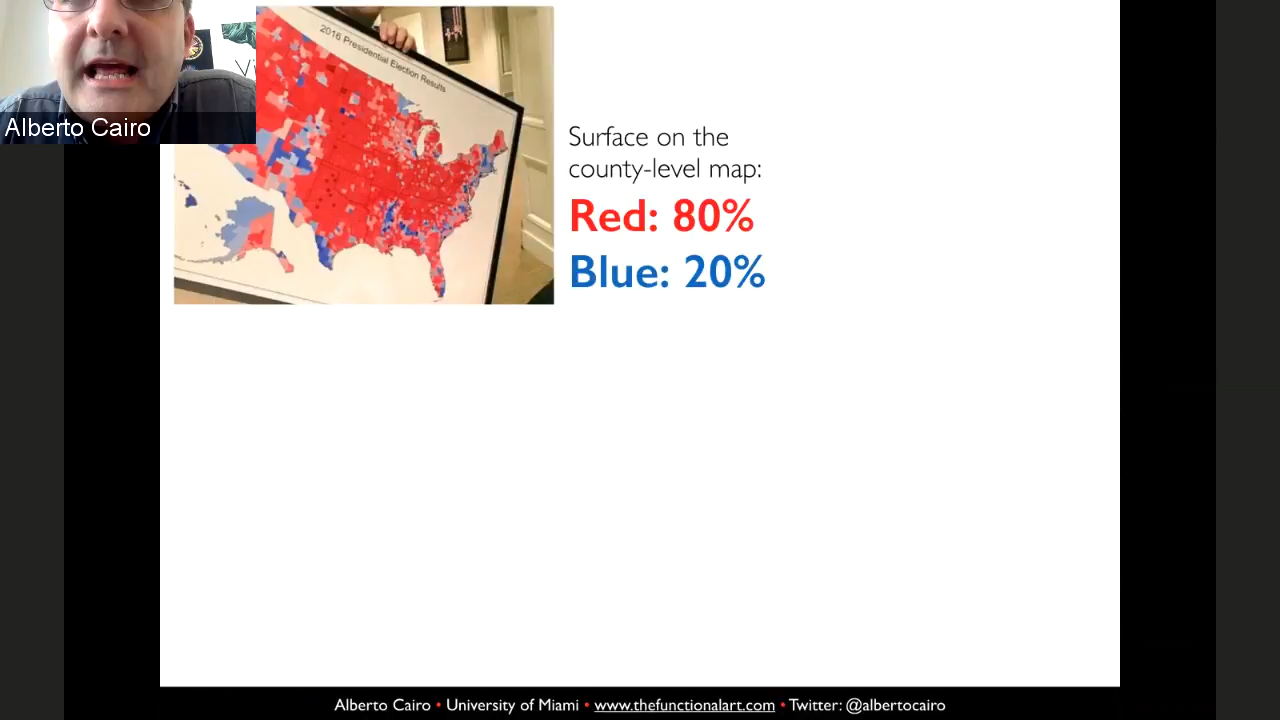 Alberto Cairo
2016 Presidential Election Results
Surface on the
county-level map:
Red: 80%
Blue: 20%
Alberto Cairo • University of Miami • www.thefunctionalart.com • Twitter: @albertocairo